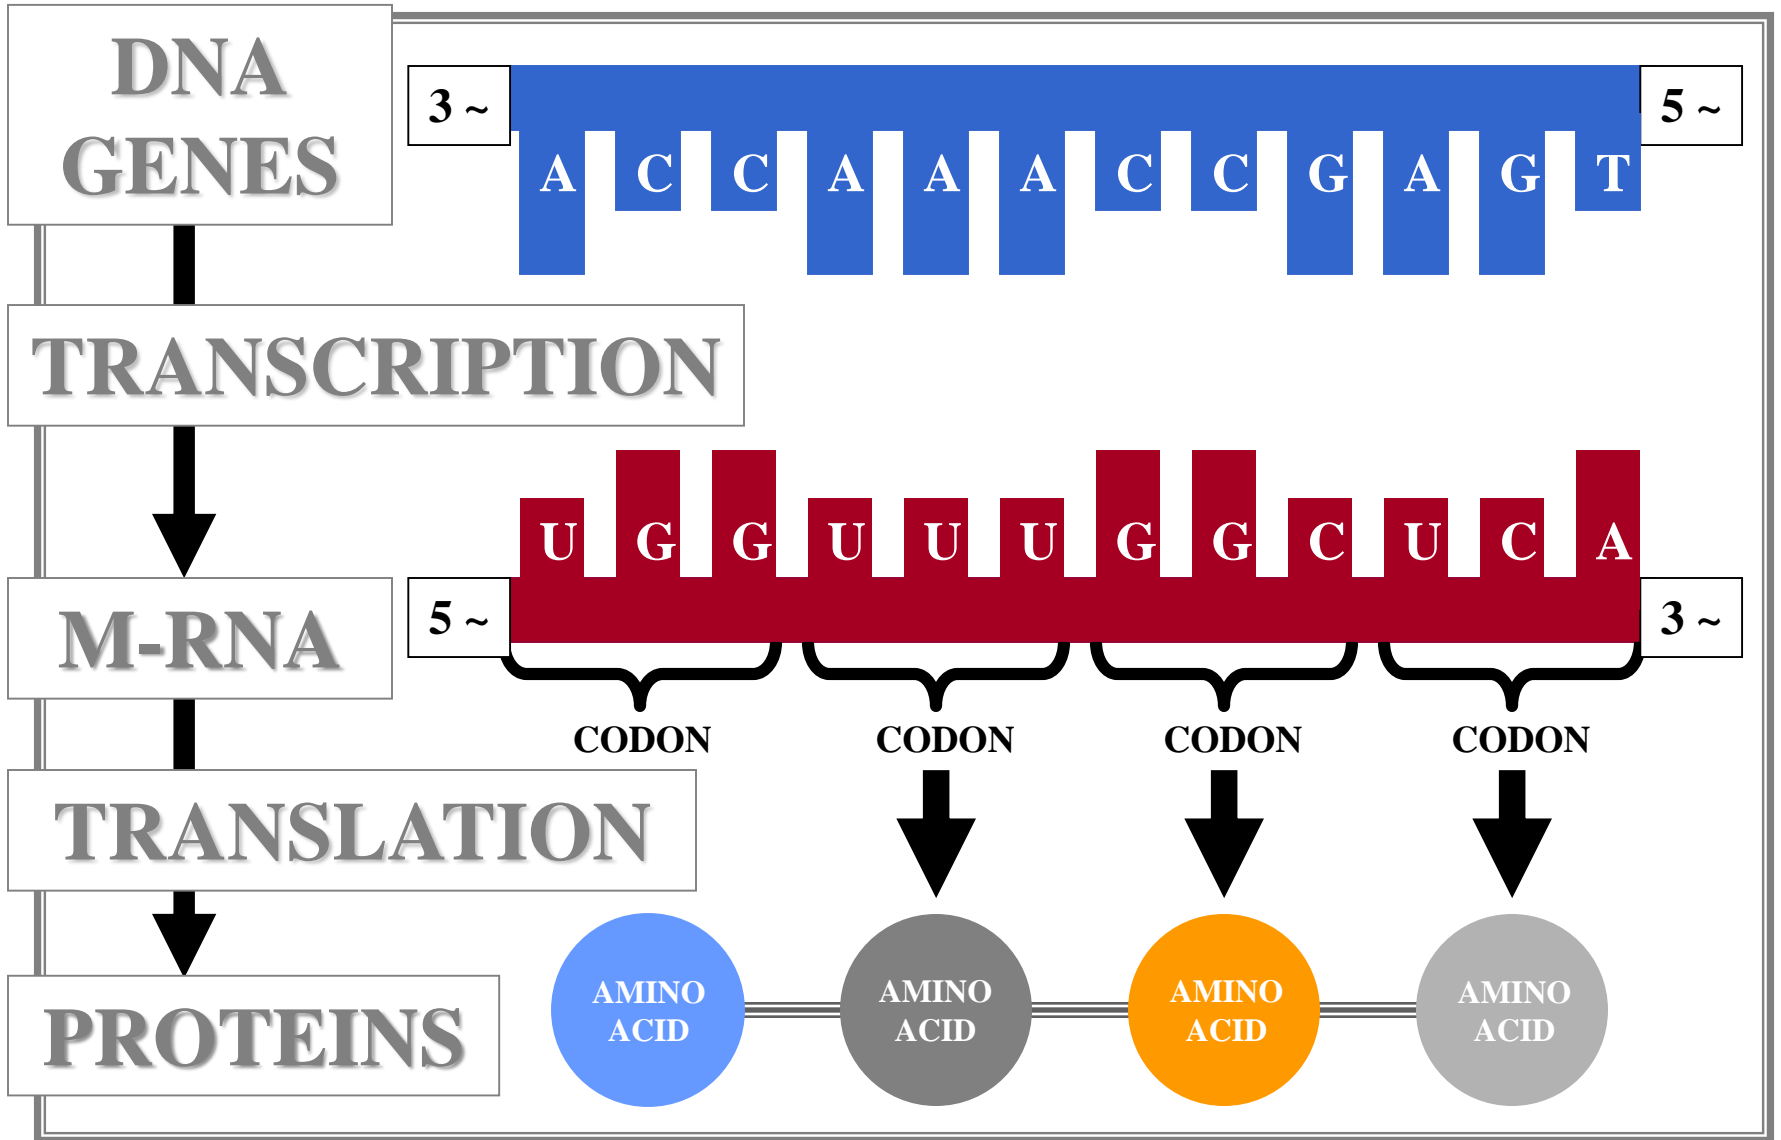 DNA
GENES
3 ~
5 ~
A C C A A A C C G A G T
TRANSCRIPTION
U G G U U U G G C U C A
M-RNA
5 ~
3 ~
CODON CODON CODON CODON
TRANSLATION
PROTEINS
AMINO
ACID
AMINO
ACID
AMINO
ACID
AMINO
ACID